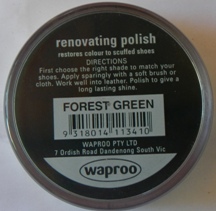 renovating polish
restores colour to scuffed shoes
DIRECTIONS
First choose the right shade to match your
shoes. Apply sparingly with a soft brush or
cloth. Work well into leather. Polish to give a
long lasting shine.
FOREST GREEN
9 318014 113410
WAPROO PTY LTD
7 Ordish Road Dandenong South Vic
waproo